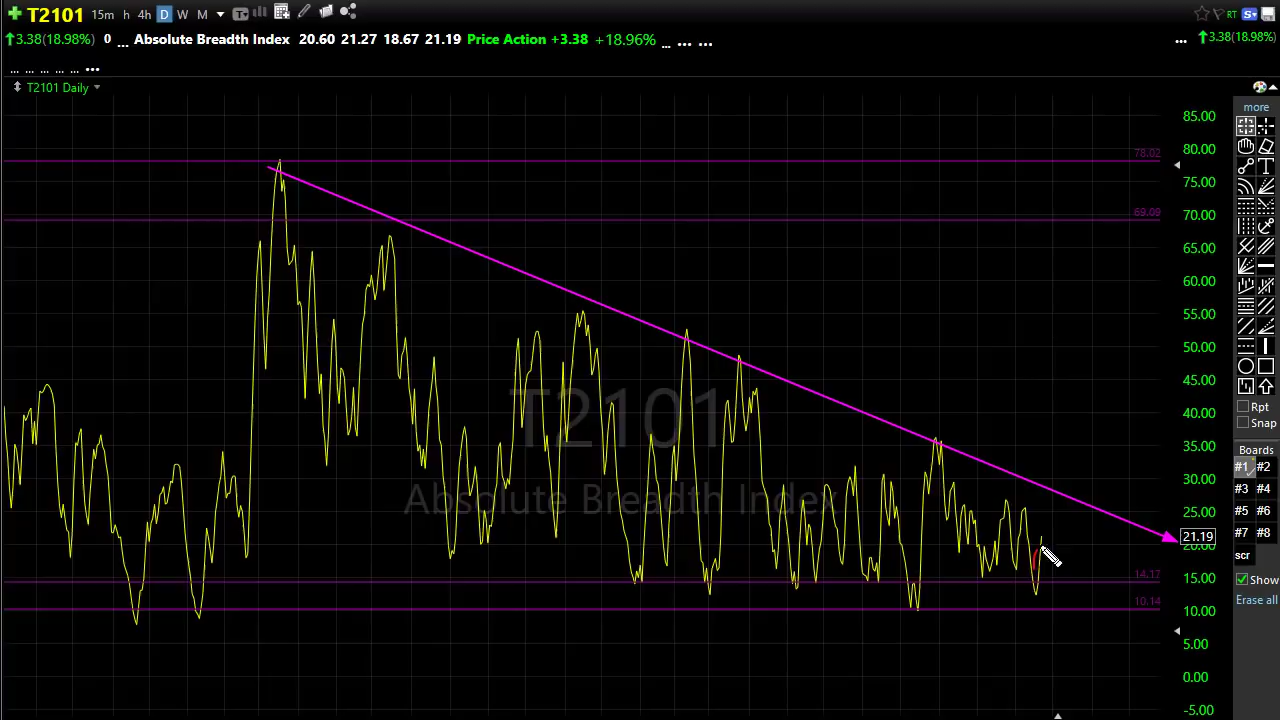 T2101 15m h 4h D W M T RT S
3.38(18.98%) 0 ... Absolute Breadth Index 20.60 21.27 18.67 21.19 Price Action +3.38 +18.96% ... ... ... ... 3.38(18.98%)
... ... ... ... ... ...
T2101 Daily
more
85.00
80.00
78.02
75.00
70.00
69.09
65.00
60.00
55.00
50.00
45.00
40.00
35.00
30.00
25.00
21.19
20.00
15.00
14.17
10.00
10.14
5.00
0.00
-5.00
T2101
Absolute Breadth Index
T
Rpt
Snap
Boards
#1 #2
#3 #4
#5 #6
#7 #8
scr
Show
Erase all